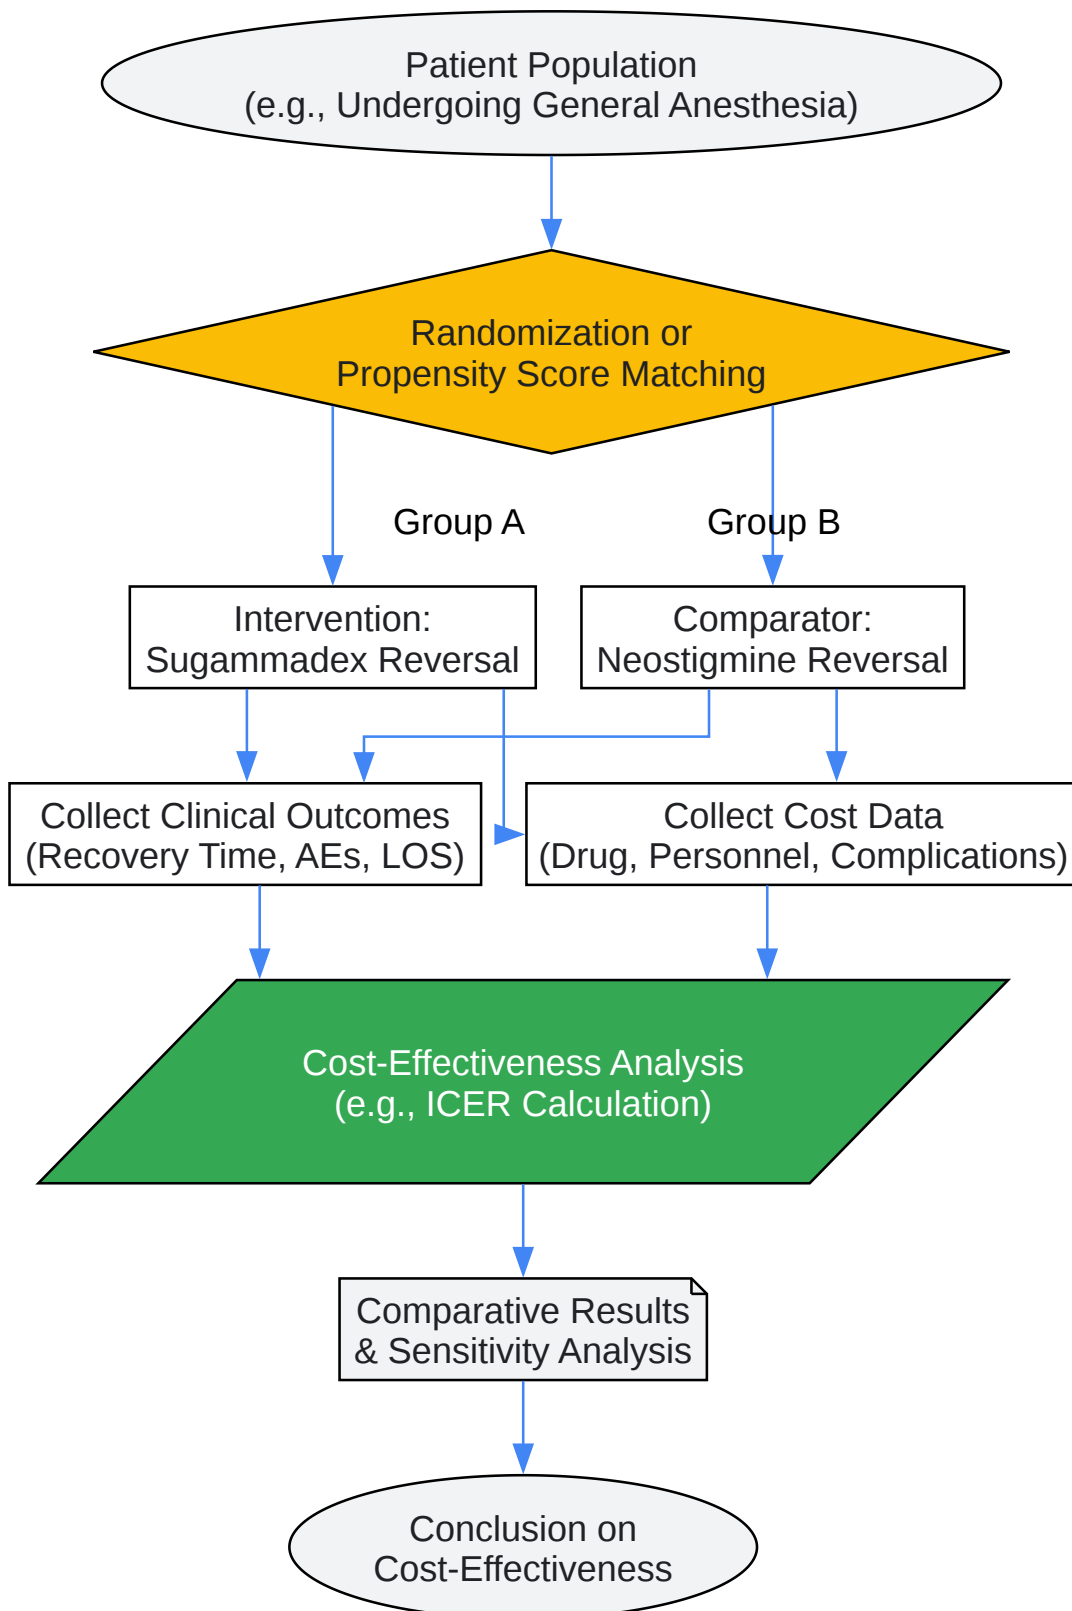 Patient Population
(e.g., Undergoing General Anesthesia)
Randomization or
Propensity Score Matching
Group A
Group B
Intervention:
Sugammadex Reversal
Comparator:
Neostigmine Reversal
Collect Clinical Outcomes
(Recovery Time, AEs, LOS)
Collect Cost Data
(Drug, Personnel, Complications)
Cost-Effectiveness Analysis
(e.g., ICER Calculation)
Comparative Results
& Sensitivity Analysis
Conclusion on
Cost-Effectiveness